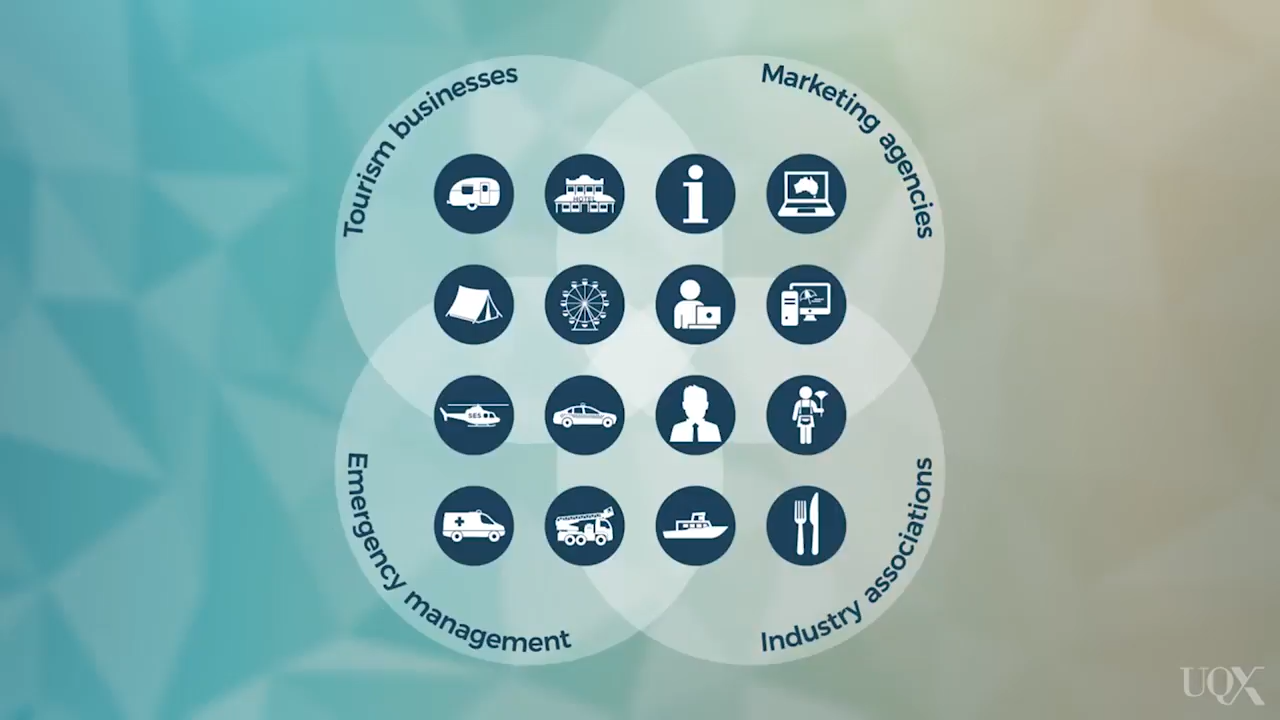 Tourism businesses
Marketing agencies
HOTEL
SES
Emergency management
Industry associations
UQX